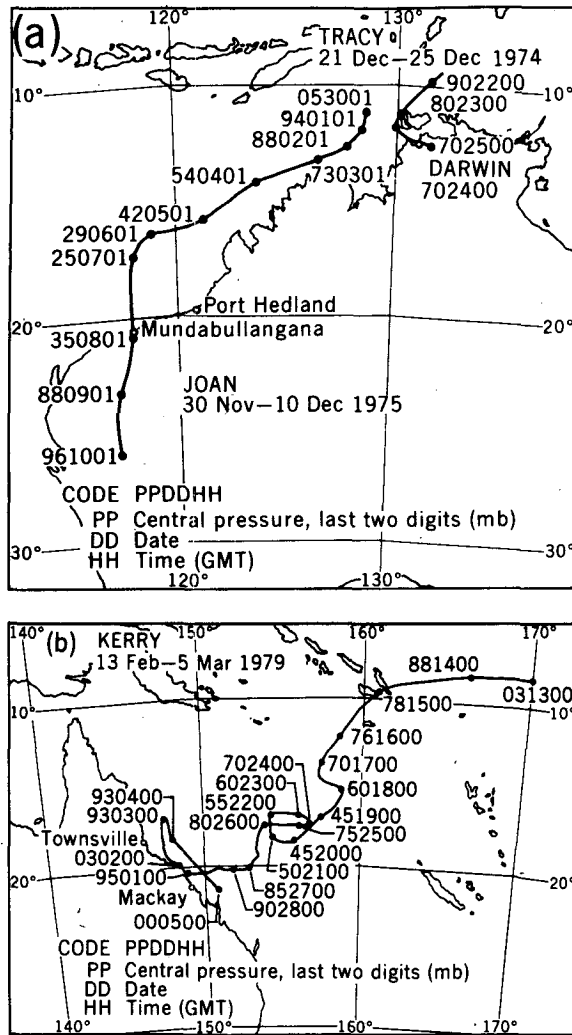 (a)
120°
130°
TRACY
21 Dec–25 Dec 1974
10°
902200
053001
802300
940101
880201
702500
DARWIN
540401
730301
702400
420501
290601
250701
Port Hedland
20°
Mundabullangana
20°
350801
JOAN
880901
30 Nov–10 Dec 1975
961001
CODE PPDDHH
PP Central pressure, last two digits (mb)
DD Date
HH Time (GMT)
30°
30°
120°
130°
140°
150°
160°
170°
(b)
KERRY
13 Feb–5 Mar 1979
881400
10°
781500
031300
10°
761600
702400
701700
602300
930400
552200
601800
930300
802600
451900
Townsville
752500
030200
452000
950100
502100
20°
Mackay
852700
20°
000500
902800
CODE PPDDHH
PP Central pressure, last two digits (mb)
DD Date
HH Time (GMT)
140°
150°
160°
170°